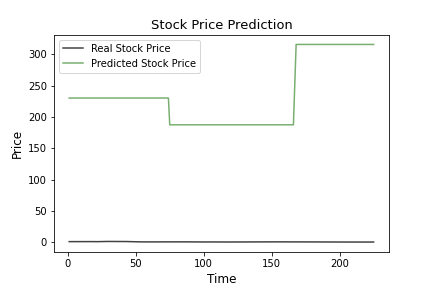 Stock Price Prediction
Real Stock Price
Predicted Stock Price
300
250
200
150
100
50
0
Price
0 50 100 150 200
Time